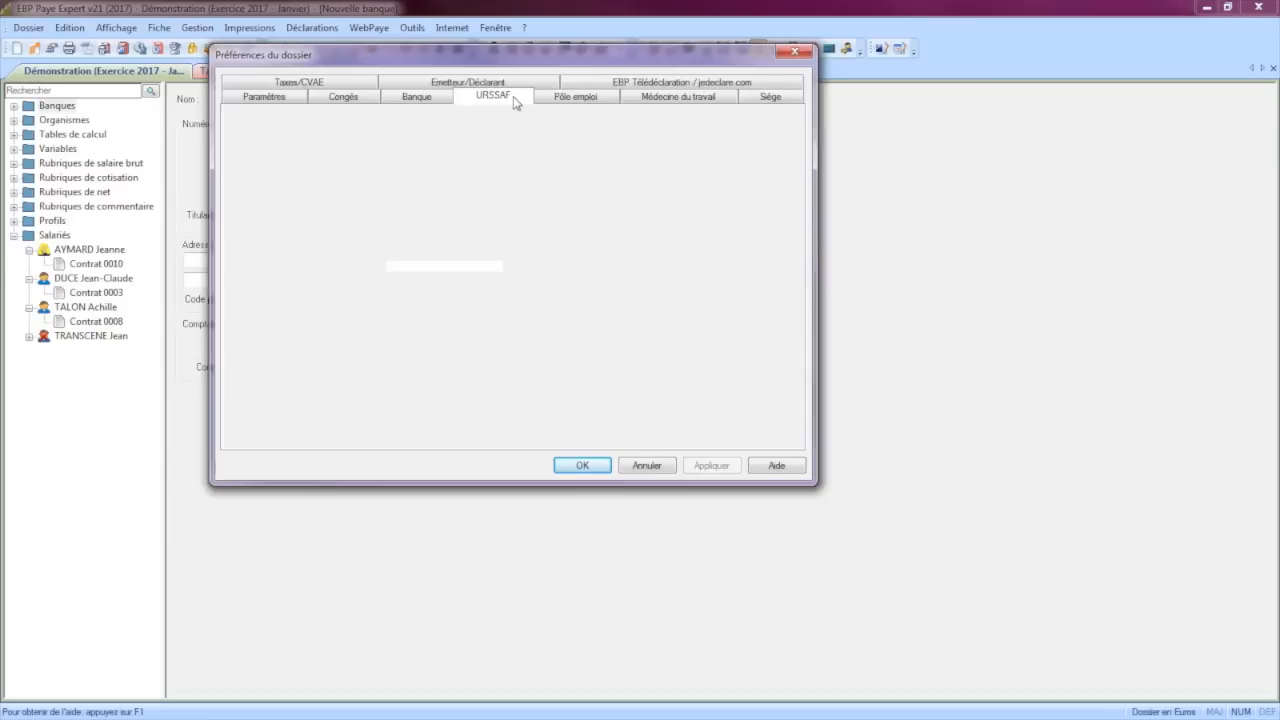 EBP Paye Expert v21 (2017) - Démonstration (Exercice 2017 - Janvier) - [Nouvelle banque]
Dossier Edition Affichage Fiche Gestion Impressions Déclarations WebPaye Outils Internet Fenêtre ?
Démonstration (Exercice 2017 - Ja...
Rechercher
Banques
Organismes
Tables de calcul
Variables
Rubriques de salaire brut
Rubriques de cotisation
Rubriques de net
Rubriques de commentaire
Profils
Salariés
AYMARD Jeanne
Contrat 0010
DUCE Jean-Claude
Contrat 0003
TALON Achille
Contrat 0008
TRANSCENE Jean
Nom :
Préférences du dossier
Taxes/CVAE Emetteur/Déclarant EBP Télédéclaration / jedeclare.com
Paramètres Congés Banque URSSAF Pôle emploi Médecine du travail Siège
OK Annuler Appliquer Aide
Pour obtenir de l'aide, appuyez sur F1
Dossier en Euros MAJ NUM DEF